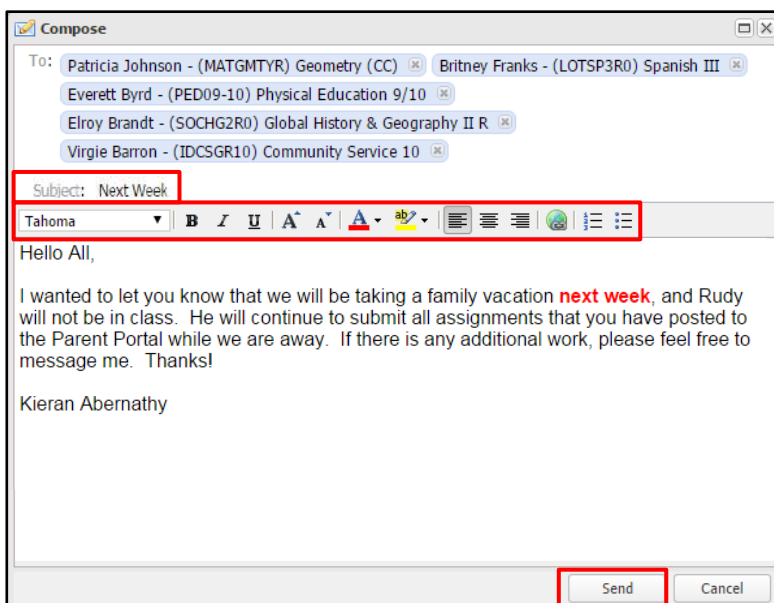 Compose
To: Patricia Johnson - (MATGMTYR) Geometry (CC) Britney Franks - (LOTSP3R0) Spanish III
Everett Byrd - (PED09-10) Physical Education 9/10
Elroy Brandt - (SOCHG2R0) Global History & Geography II R
Virgie Barron - (IDCSGR10) Community Service 10
Subject: Next Week
Tahoma B I U A A A ab
Hello All,
I wanted to let you know that we will be taking a family vacation next week, and Rudy
will not be in class. He will continue to submit all assignments that you have posted to
the Parent Portal while we are away. If there is any additional work, please feel free to
message me. Thanks!
Kieran Abernathy
Send Cancel